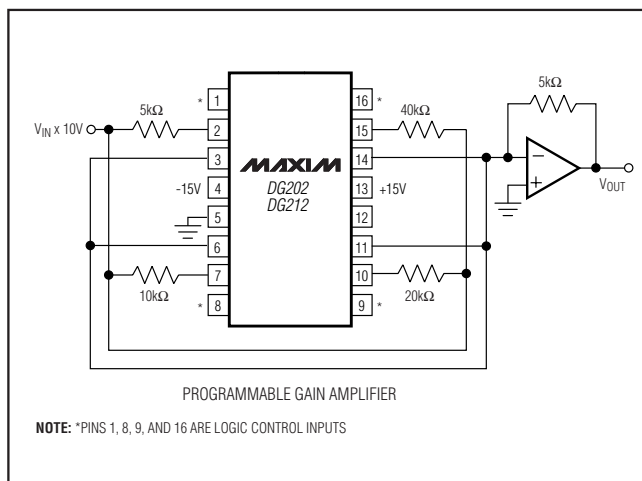 * 1 16 *
5kΩ 5kΩ
40kΩ
VIN x 10V 2 15
3 MAXIM 14
-15V 4 DG202 13 +15V
DG212
5 12
6 11
7 10
10kΩ 20kΩ
* 8 9 *
− +
VOUT
PROGRAMMABLE GAIN AMPLIFIER
NOTE: *PINS 1, 8, 9, AND 16 ARE LOGIC CONTROL INPUTS